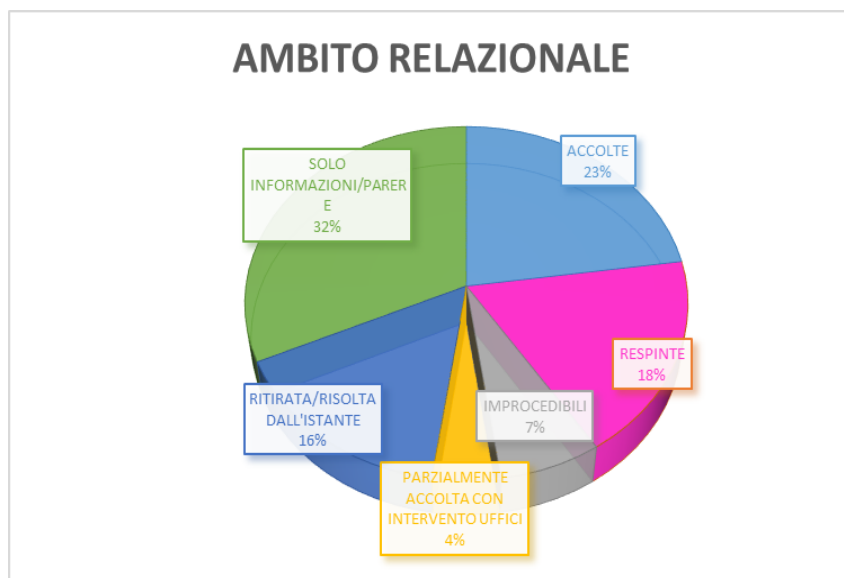 AMBITO RELAZIONALE
ACCOLTE
23%
SOLO
INFORMAZIONI/PARER
E
32%
RESPINTE
18%
IMPROCEDIBILI
7%
RITIRATA/RISOLTA
DALL'ISTANTE
16%
PARZIALMENTE
ACCOLTA CON
INTERVENTO UFFICI
4%